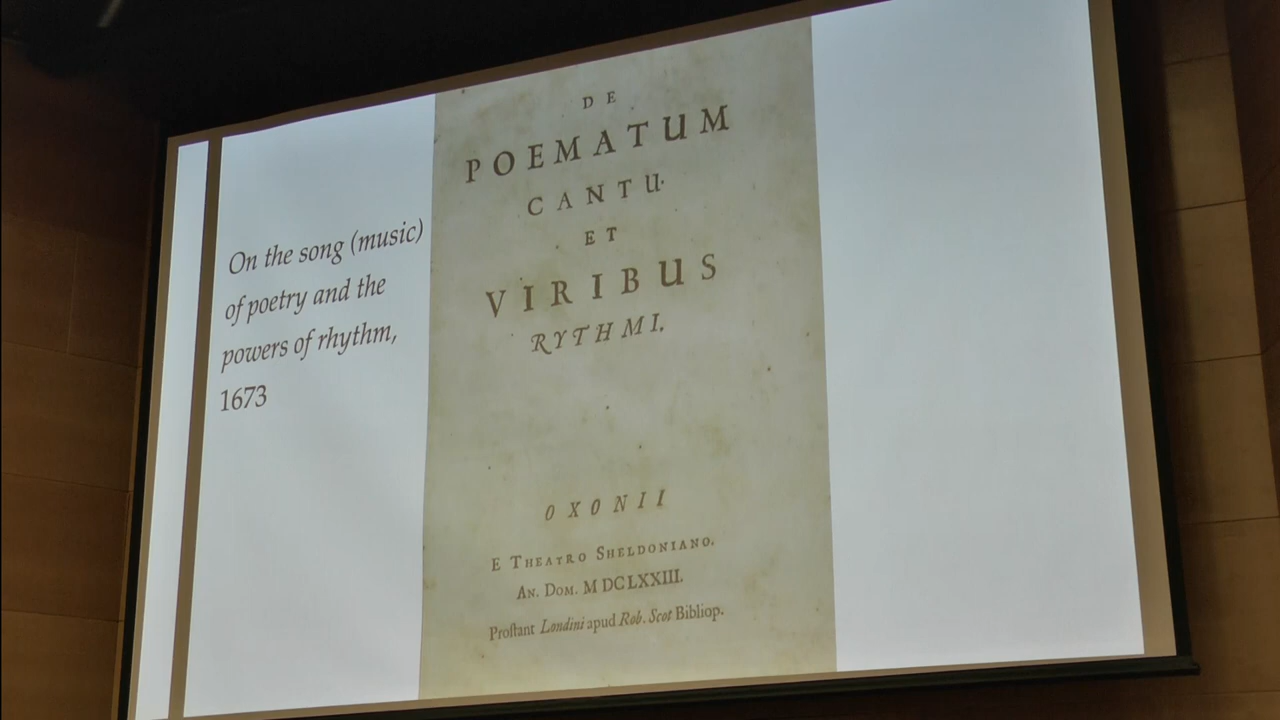 On the song (music)
of poetry and the
powers of rhythm,
1673
DE
POEMATUM
CANTU
ET
VIRIBUS
RYTHMI.
OXONII
E THEATRO SHELDONIANO.
AN. DOM. MDCLXXIII.
Proſtant Londini apud Rob. Scot Bibliop.